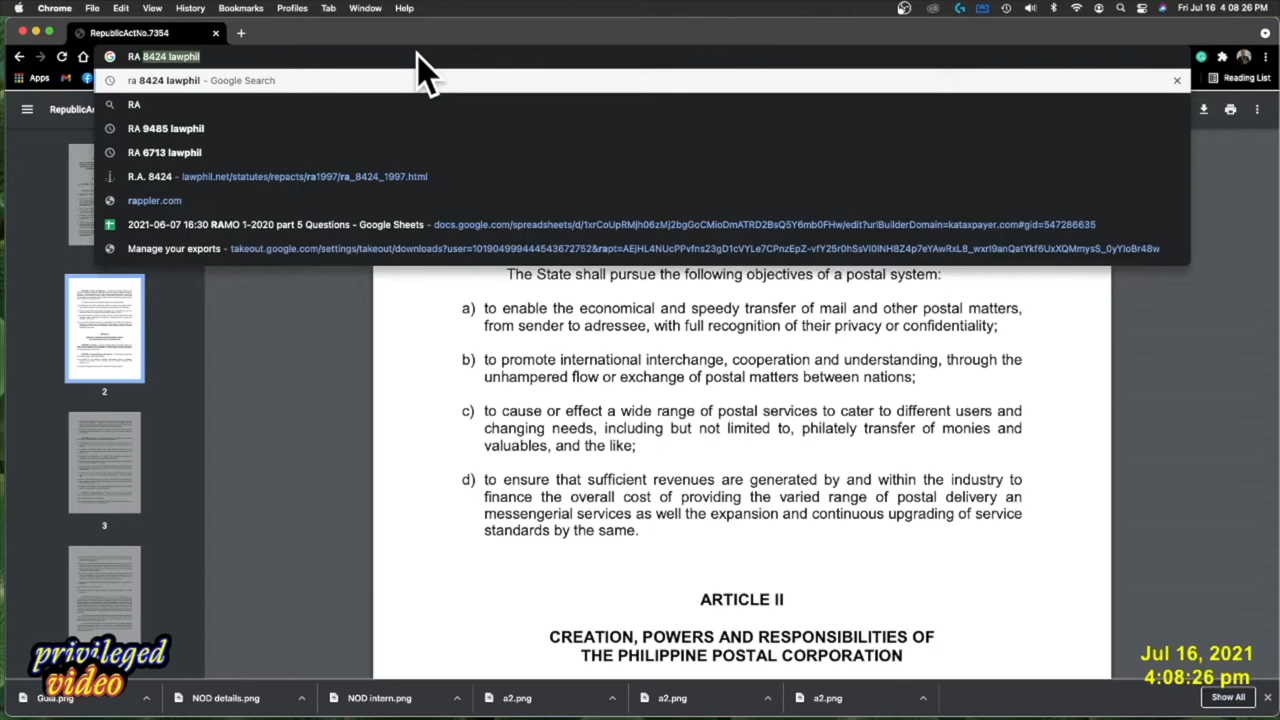 Chrome File Edit View History Bookmarks Profiles Tab Window Help Fri Jul 16 4:08:26 PM
RepublicActNo.7354
RA 8424 lawphil
Apps
Reading List
ra 8424 lawphil - Google Search
RA
RA 9485 lawphil
RA 6713 lawphil
R.A. 8424 - lawphil.net/statutes/repacts/ra1997/ra_8424_1997.html
rappler.com
2021-06-07 16:30 RAMO 1-2020 part 5 Question - Google Sheets - docs.google.com/spreadsheets/d/1xrCoUpRMjh06zMj2bgGoCMioDmATRD2BQ5Y6mb0FHw/edit?urlBuilderDomain=kataxpayer.com#gid=547286635
Manage your exports - takeout.google.com/settings/takeout/downloads?user=
RepublicAc
The State shall pursue the following objectives of a postal system:
a) to enable the economical and speedy transfer of mail and other postal matters,
from sender to adressee, with full recognition of their privacy or confidentiality;
b) to promote international interchange, cooperation and understanding, through the
unhampered flow or exchange of postal matters between nations;
c) to cause or effect a wide range of postal services to cater to different users and
changing needs, including but not limited to, philately transfer of monies and
valuables, and the like;
d) to ensure that sufficient revenues are generated by and within the industry to
finance the overall cost of providing the varied range of postal delivery an
messengerial services as well the expansion and continuous upgrading of service
standards by the same.
ARTICLE II
CREATION, POWERS AND RESPONSIBILITIES OF
THE PHILIPPINE POSTAL CORPORATION
2
3
privileged
video
Jul 16, 2021
4:08:26 pm
Guia.png
NOD details.png
NOD intern.png
a2.png
a2.png
a2.png
Show All